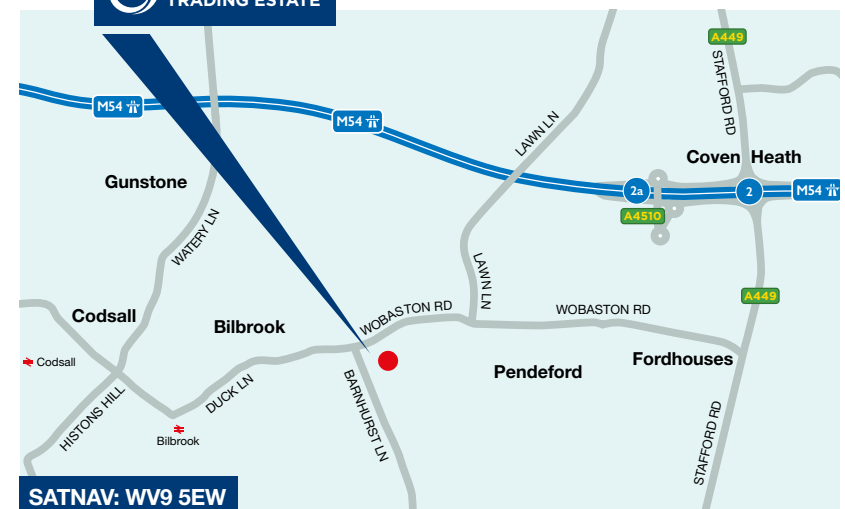 TRADING ESTATE
A449
STAFFORD RD
M54
M54
LAWN LN
Coven Heath
Gunstone
2a
2
M54
A4510
WATERY LN
LAWN LN
A449
Codsall
Bilbrook
WOBASTON RD
WOBASTON RD
Codsall
Pendeford
Fordhouses
HISTONS HILL
DUCK LN
BARNHURST LN
Bilbrook
STAFFORD RD
SATNAV: WV9 5EW